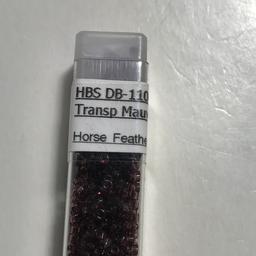 HBS DB-110
Transp Mau
Horse Feathe